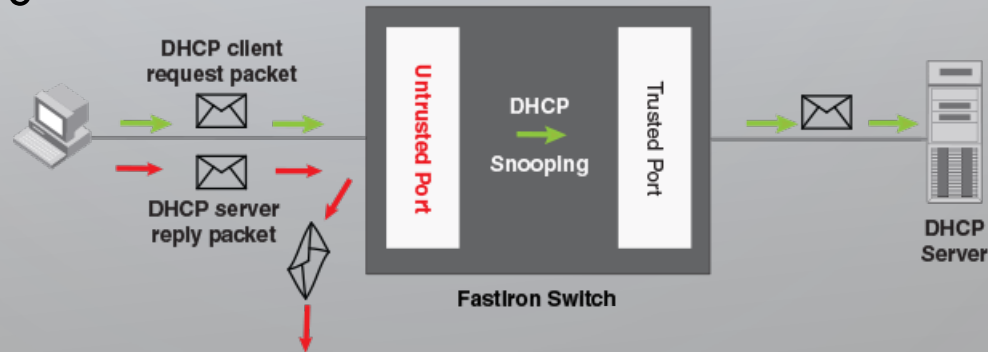 DHCP client
request packet
DHCP server
reply packet
Untrusted Port
DHCP
Snooping
Trusted Port
FastIron Switch
DHCP
Server